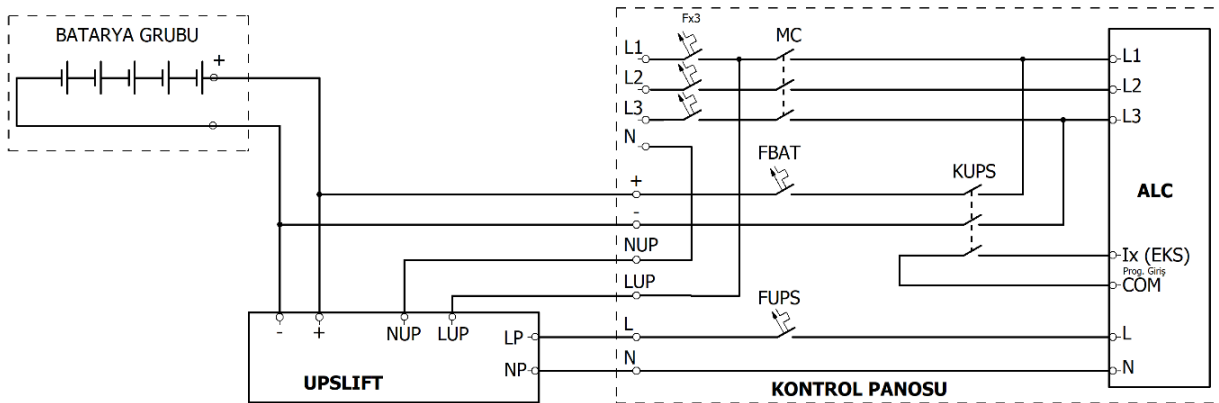 BATARYA GRUBU
+
Fx3
MC
L1
L2
L3
N
L1
L2
L3
FBAT
KUPS
ALC
+
-
NUP
LUP
Ix (EKS)
Prog. Giriş
COM
FUPS
L
N
L
N
-
+
NUP
LUP
LP
NP
UPSLIFT
KONTROL PANOSU